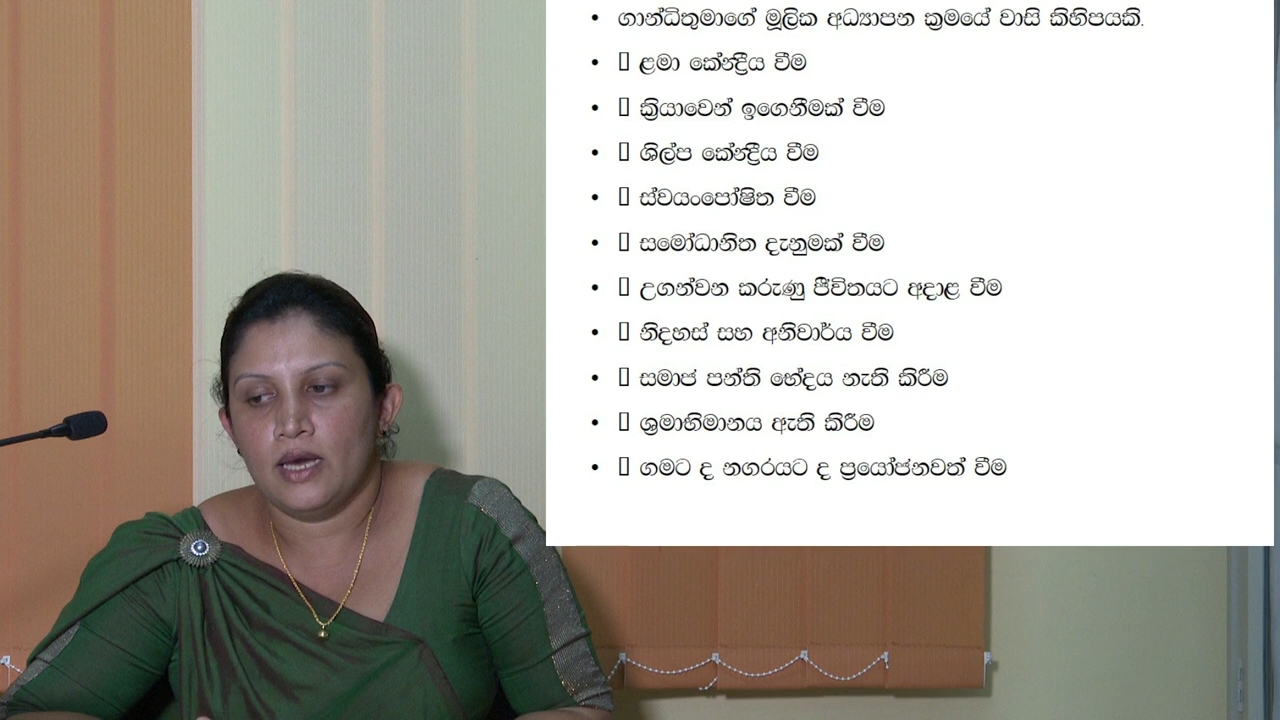 • ගාන්ධිතුමාගේ මූලික අධ්‍යාපන ක්‍රමයේ වාසි කිහිපයකි.
• ළමා කේන්ද්‍රීය වීම
• ක්‍රියාවෙන් ඉගෙනීමක් වීම
• ශිල්ප කේන්ද්‍රීය වීම
• ස්වයංපෝෂිත වීම
• සමෝධානිත දැනුමක් වීම
• උගන්වන කරුණු ජීවිතයට අදාළ වීම
• නිදහස් සහ අනිවාර්ය වීම
• සමාජ පන්ති භේදය නැති කිරීම
• ශ්‍රමාභිමානය ඇති කිරීම
• ගමට ද නගරයට ද ප්‍රයෝජනවත් වීම